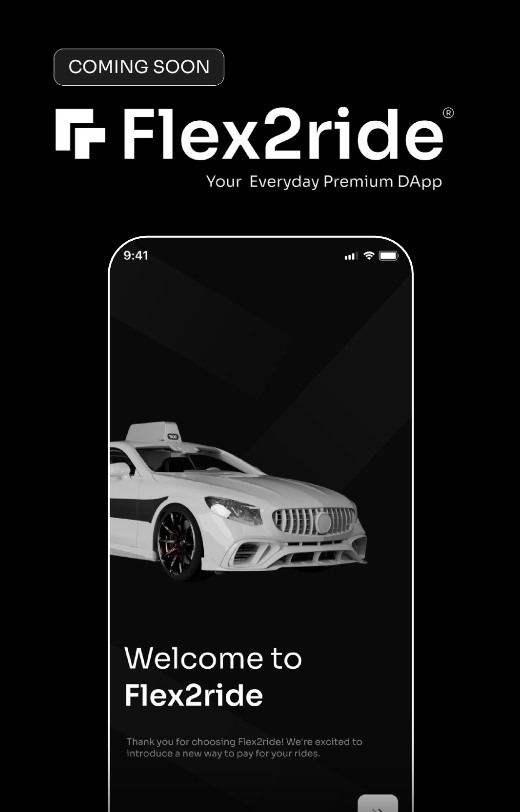 COMING SOON
Flex2ride®
Your Everyday Premium DApp
9:41
TAXI
Welcome to
Flex2ride
Thank you for choosing Flex2ride! We're excited to
introduce a new way to pay for your rides.